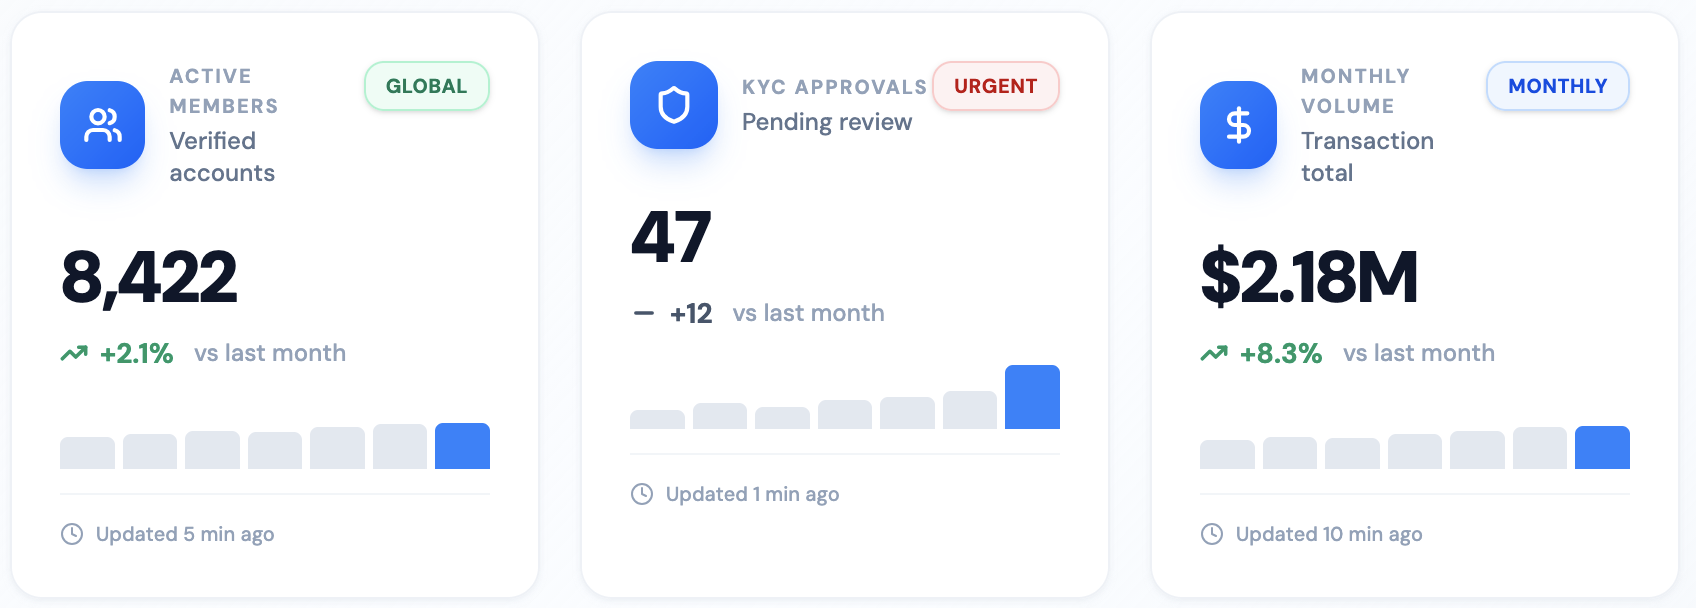 ACTIVE
MEMBERS
GLOBAL
Verified
accounts
8,422
+2.1% vs last month
Updated 5 min ago
KYC APPROVALS
URGENT
Pending review
47
+12 vs last month
Updated 1 min ago
MONTHLY
VOLUME
MONTHLY
Transaction
total
$2.18M
+8.3% vs last month
Updated 10 min ago